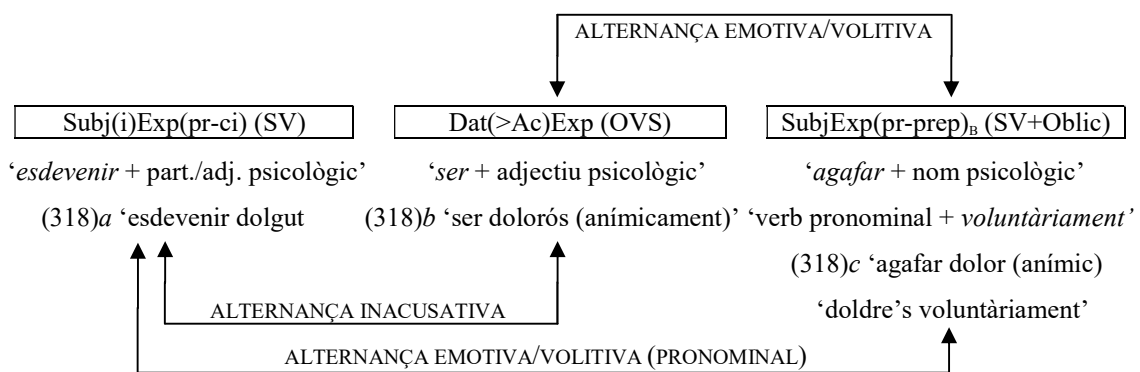 ALTERNANÇA EMOTIVA/VOLITIVA
Subj(i)Exp(pr-ci) (SV) Dat(>Ac)Exp (OVS) SubjExp(pr-prep)B (SV+Oblic)
‘esdevenir + part./adj. psicològic’ ‘ser + adjectiu psicològic’ ‘agafar + nom psicològic’
(318)a ‘esdevenir dolgut (318)b ‘ser dolorós (anímicament)’ ‘verb pronominal + voluntàriament’
(318)c ‘agafar dolor (anímic)
ALTERNANÇA INACUSATIVA ‘doldre’s voluntàriament’
ALTERNANÇA EMOTIVA/VOLITIVA (PRONOMINAL)